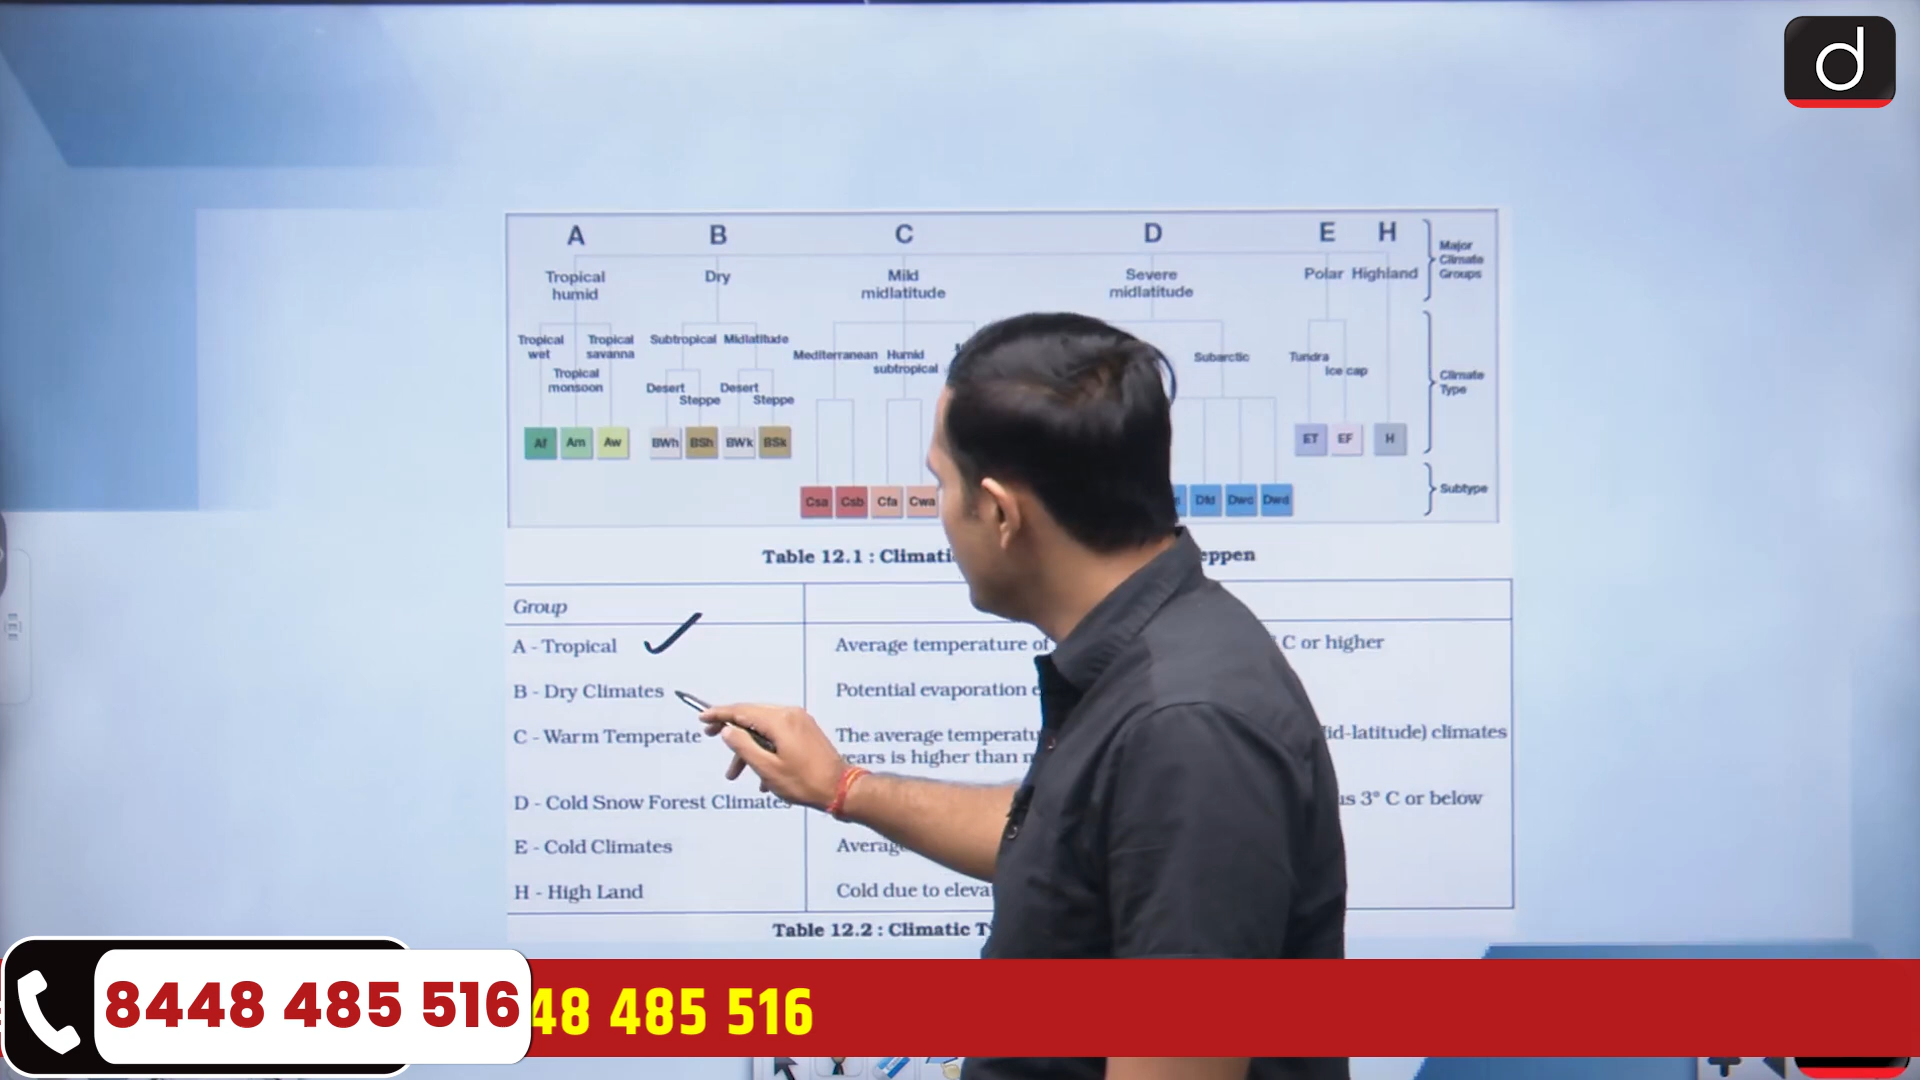 d
A B C D E H
Major
Climate
Groups
Tropical
humid
Dry
Mild
midlatitude
Severe
midlatitude
Polar Highland
Tropical
wet
Tropical
savanna
Tropical
monsoon
Subtropical Midlatitude
Desert
Steppe
Desert
Steppe
Mediterranean
Humid
subtropical
Subarctic
Tundra
Ice cap
Climate
Type
Af Am Aw BWh BSh BWk BSk ET EF H
Csa Csb Cfa Cwa Dfd Dwc Dwd
Subtype
Table 12.1 : Climati eppen
Group
A - Tropical Average temperature of C or higher
B - Dry Climates Potential evaporation e
C - Warm Temperate The average temperatu id-latitude) climates
years is higher than
D - Cold Snow Forest Climates us 3° C or below
E - Cold Climates Averag
H - High Land Cold due to eleva
Table 12.2 : Climatic T
8448 485 516
48 485 516